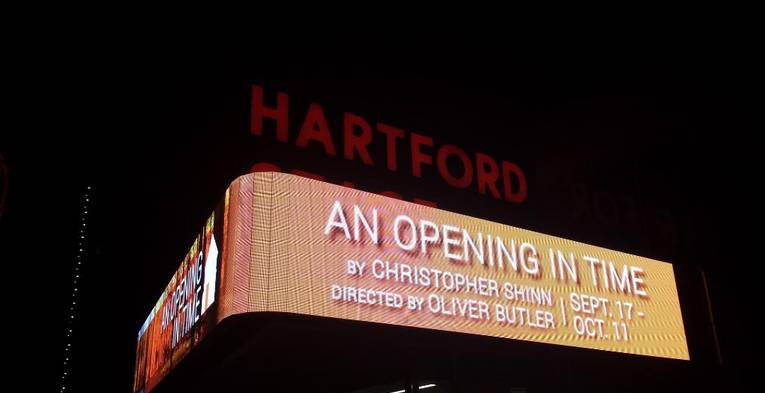 HARTFORD
STAGE
AN OPENING IN TIME
BY CHRISTOPHER SHINN
DIRECTED BY OLIVER BUTLER
SEPT. 17 -
OCT. 11
AN OPENING
IN TIME